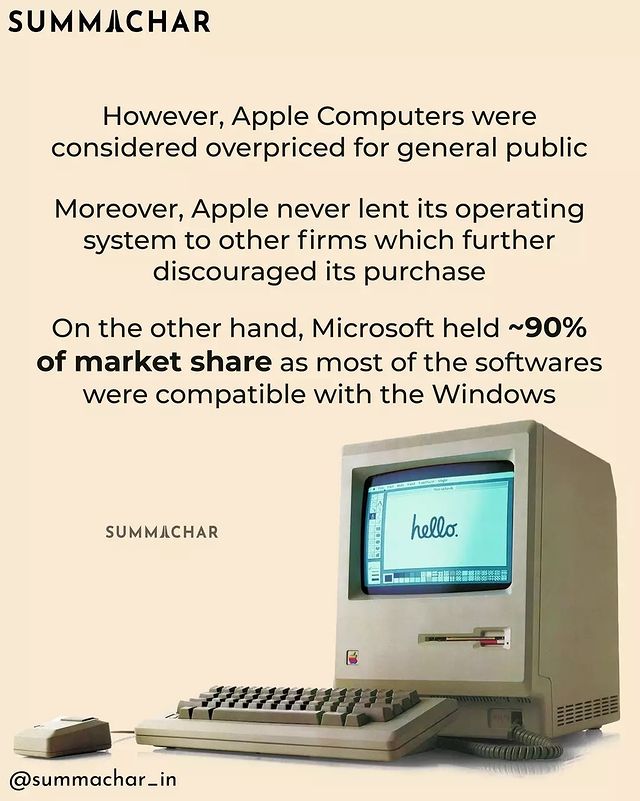 SUMMACHAR
However, Apple Computers were
considered overpriced for general public
Moreover, Apple never lent its operating
system to other firms which further
discouraged its purchase
On the other hand, Microsoft held ~90%
of market share as most of the softwares
were compatible with the Windows
hello.
SUMMACHAR
@summachar_in